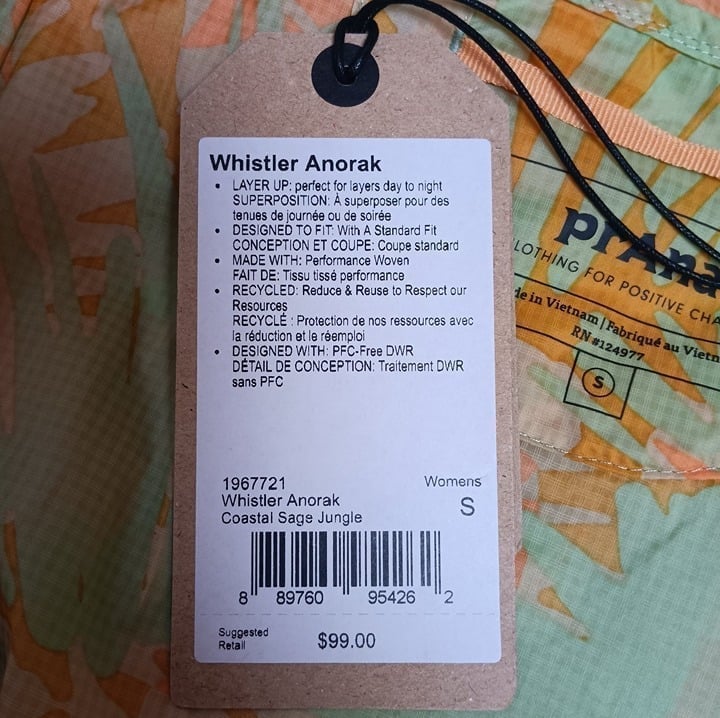 Whistler Anorak
• LAYER UP: perfect for layers day to night
SUPERPOSITION: À superposer pour des
tenues de journée ou de soirée
• DESIGNED TO FIT: With A Standard Fit
CONCEPTION ET COUPE: Coupe standard
• MADE WITH: Performance Woven
FAIT DE: Tissu tissé performance
• RECYCLED: Reduce & Reuse to Respect our
Resources
RECYCLÉ : Protection de nos ressources avec
la réduction et le réemploi
• DESIGNED WITH: PFC-Free DWR
DÉTAIL DE CONCEPTION: Traitement DWR
sans PFC
1967721 Womens
Whistler Anorak S
Coastal Sage Jungle
8 89760 95426 2
Suggested
Retail $99.00
prAna
LOTHING FOR POSITIVE CHA
de in Vietnam | Fabriqué au Vietn
RN #124977
S